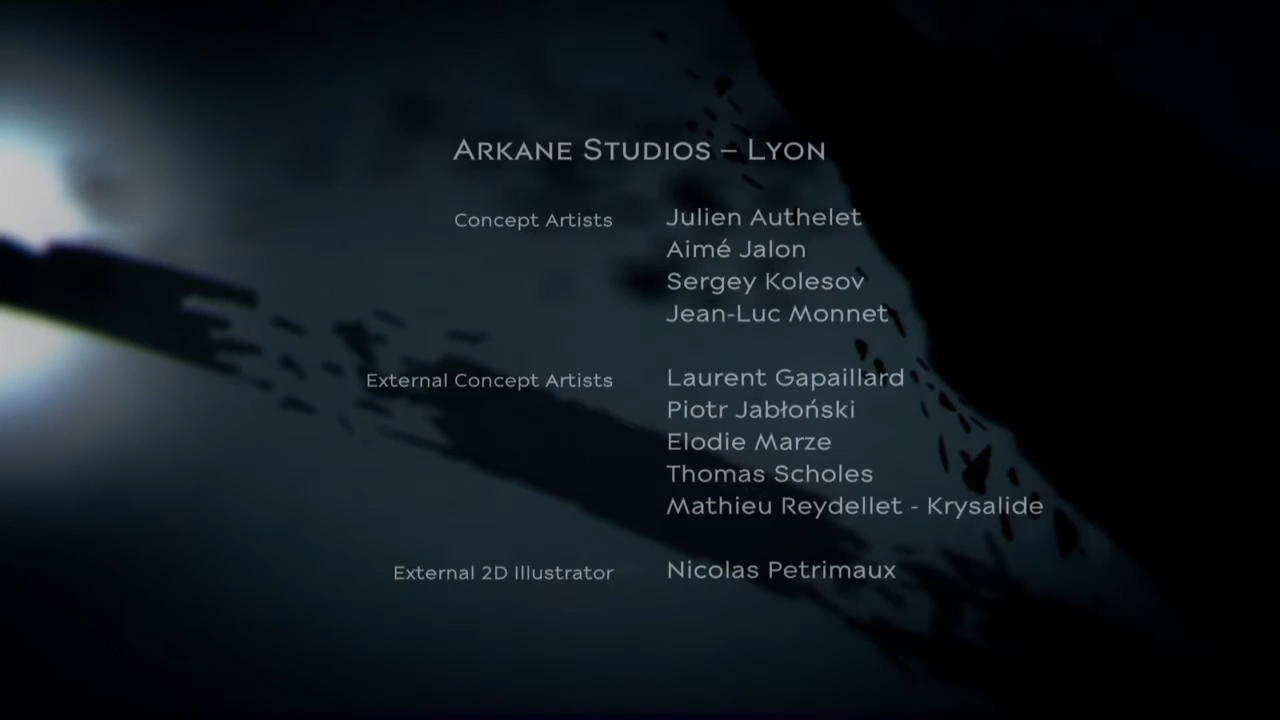 Arkane Studios – Lyon
Concept Artists Julien Authelet
Aimé Jalon
Sergey Kolesov
Jean-Luc Monnet
External Concept Artists Laurent Gapaillard
Piotr Jabłoński
Elodie Marze
Thomas Scholes
Mathieu Reydellet - Krysalide
External 2D Illustrator Nicolas Petrimaux